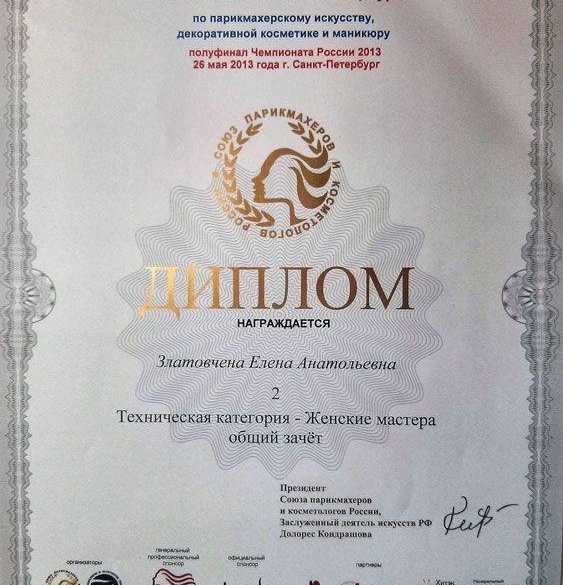 по парикмахерскому искусству,
декоративной косметике и маникюру
полуфинал Чемпионата России 2013
26 мая 2013 года г. Санкт-Петербург
СОЮЗ ПАРИКМАХЕРОВ И КОСМЕТОЛОГОВ РОССИИ
ДИПЛОМ
НАГРАЖДАЕТСЯ
Златовчена Елена Анатольевна
2
Техническая категория - Женские мастера
общий зачёт
Президент
Союза парикмахеров
и косметологов России,
Заслуженный деятель искусств РФ
Долорес Кондрашова
организаторы
генеральный
профессиональный
спонсор
официальный
спонсор
партнеры